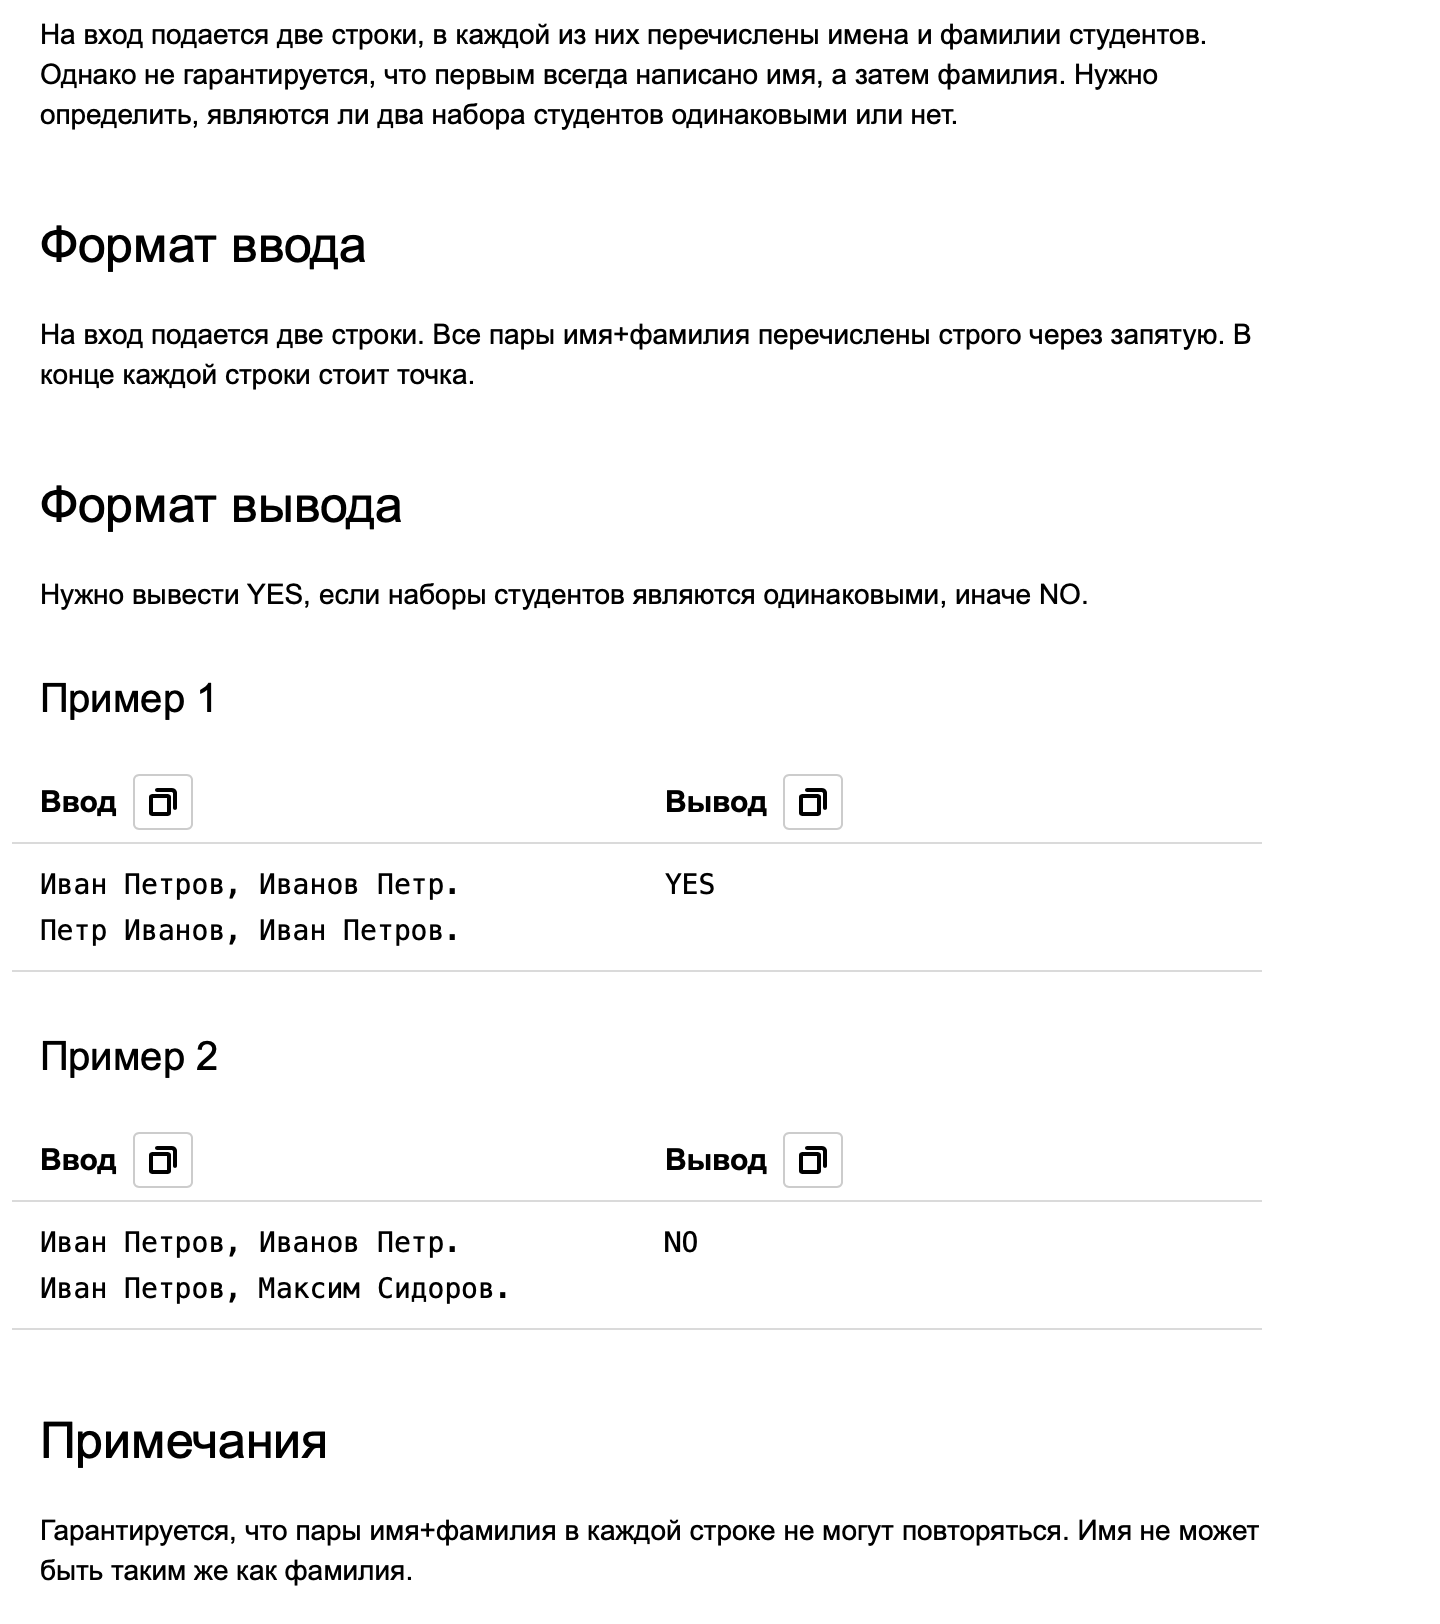 На вход подается две строки, в каждой из них перечислены имена и фамилии студентов.
Однако не гарантируется, что первым всегда написано имя, а затем фамилия. Нужно
определить, являются ли два набора студентов одинаковыми или нет.
Формат ввода
На вход подается две строки. Все пары имя+фамилия перечислены строго через запятую. В
конце каждой строки стоит точка.
Формат вывода
Нужно вывести YES, если наборы студентов являются одинаковыми, иначе NO.
Пример 1
Ввод Вывод
Иван Петров, Иванов Петр. YES
Петр Иванов, Иван Петров.
Пример 2
Ввод Вывод
Иван Петров, Иванов Петр. NO
Иван Петров, Максим Сидоров.
Примечания
Гарантируется, что пары имя+фамилия в каждой строке не могут повторяться. Имя не может
быть таким же как фамилия.